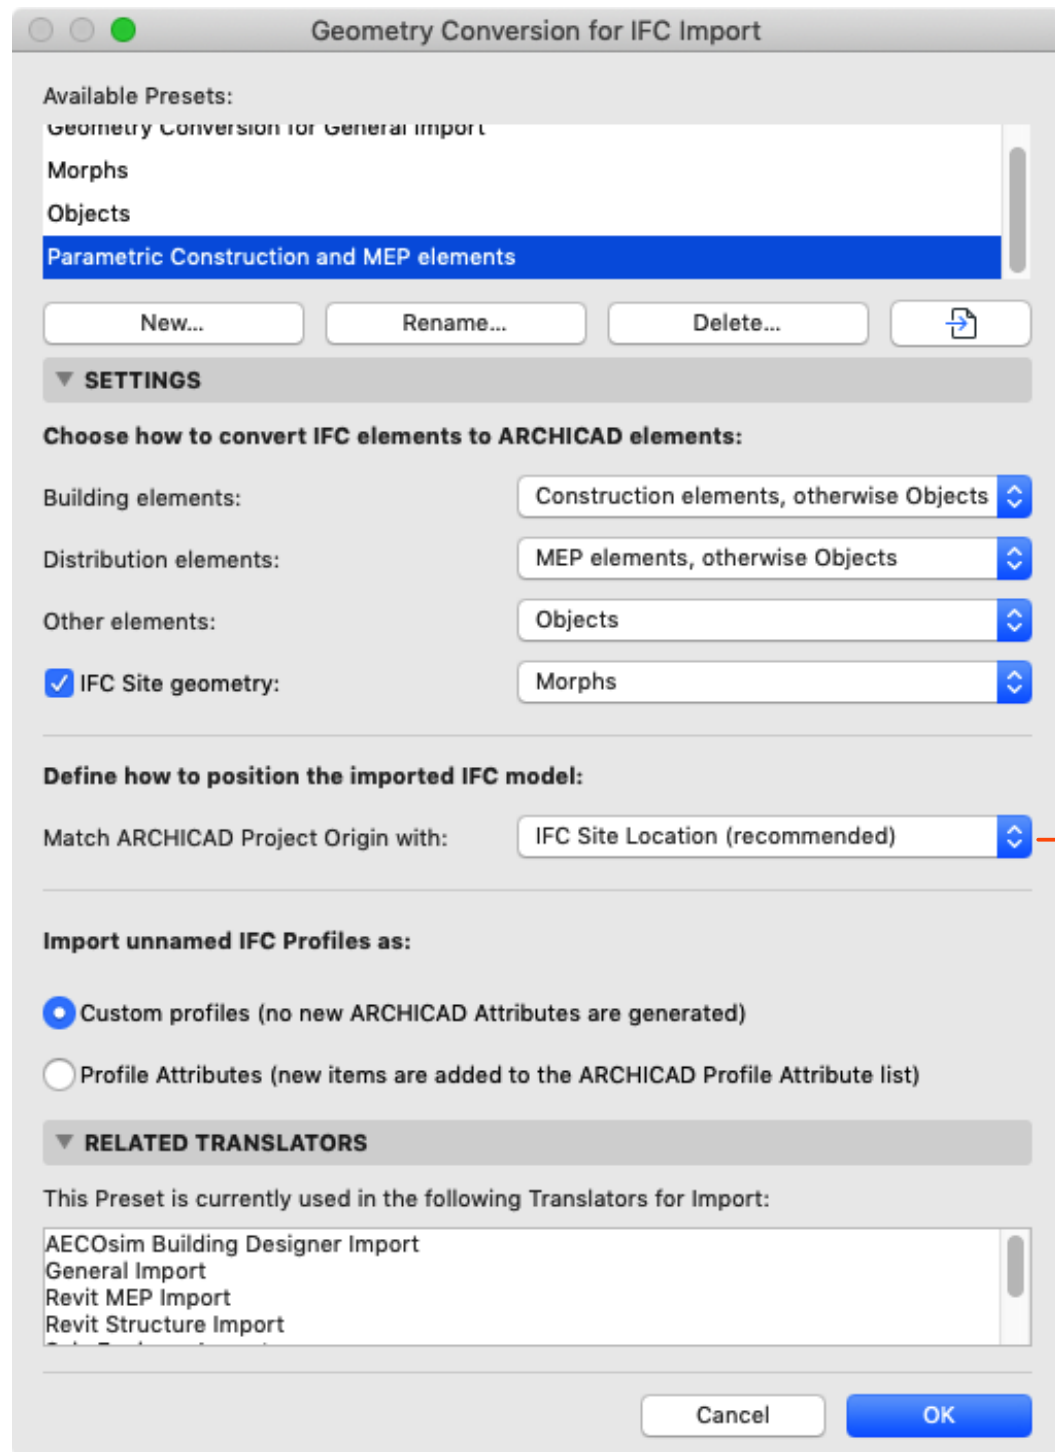 Geometry Conversion for IFC Import
Available Presets:
Geometry Conversion for General Import
Morphs
Objects
Parametric Construction and MEP elements
New... Rename... Delete...
SETTINGS
Choose how to convert IFC elements to ARCHICAD elements:
Building elements: Construction elements, otherwise Objects
Distribution elements: MEP elements, otherwise Objects
Other elements: Objects
IFC Site geometry: Morphs
Define how to position the imported IFC model:
Match ARCHICAD Project Origin with: IFC Site Location (recommended)
Import unnamed IFC Profiles as:
Custom profiles (no new ARCHICAD Attributes are generated)
Profile Attributes (new items are added to the ARCHICAD Profile Attribute list)
RELATED TRANSLATORS
This Preset is currently used in the following Translators for Import:
AECOsim Building Designer Import
General Import
Revit MEP Import
Revit Structure Import
Cancel OK